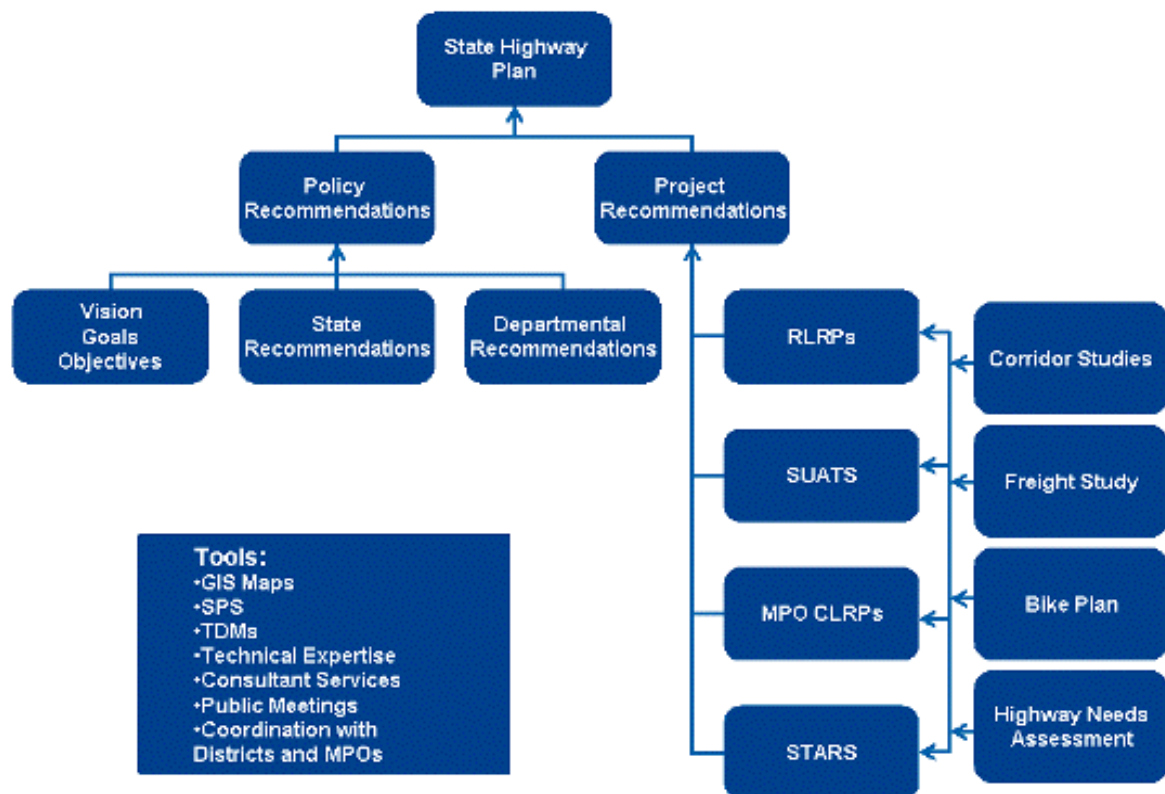 State Highway
Plan
Policy
Recommendations
Project
Recommendations
Vision
Goals
Objectives
State
Recommendations
Departmental
Recommendations
RLRPs
Corridor Studies
SUATS
Freight Study
MPO CLRPs
Bike Plan
STARS
Highway Needs
Assessment
Tools:
•GIS Maps
•SPS
•TDMs
•Technical Expertise
•Consultant Services
•Public Meetings
•Coordination with
Districts and MPOs